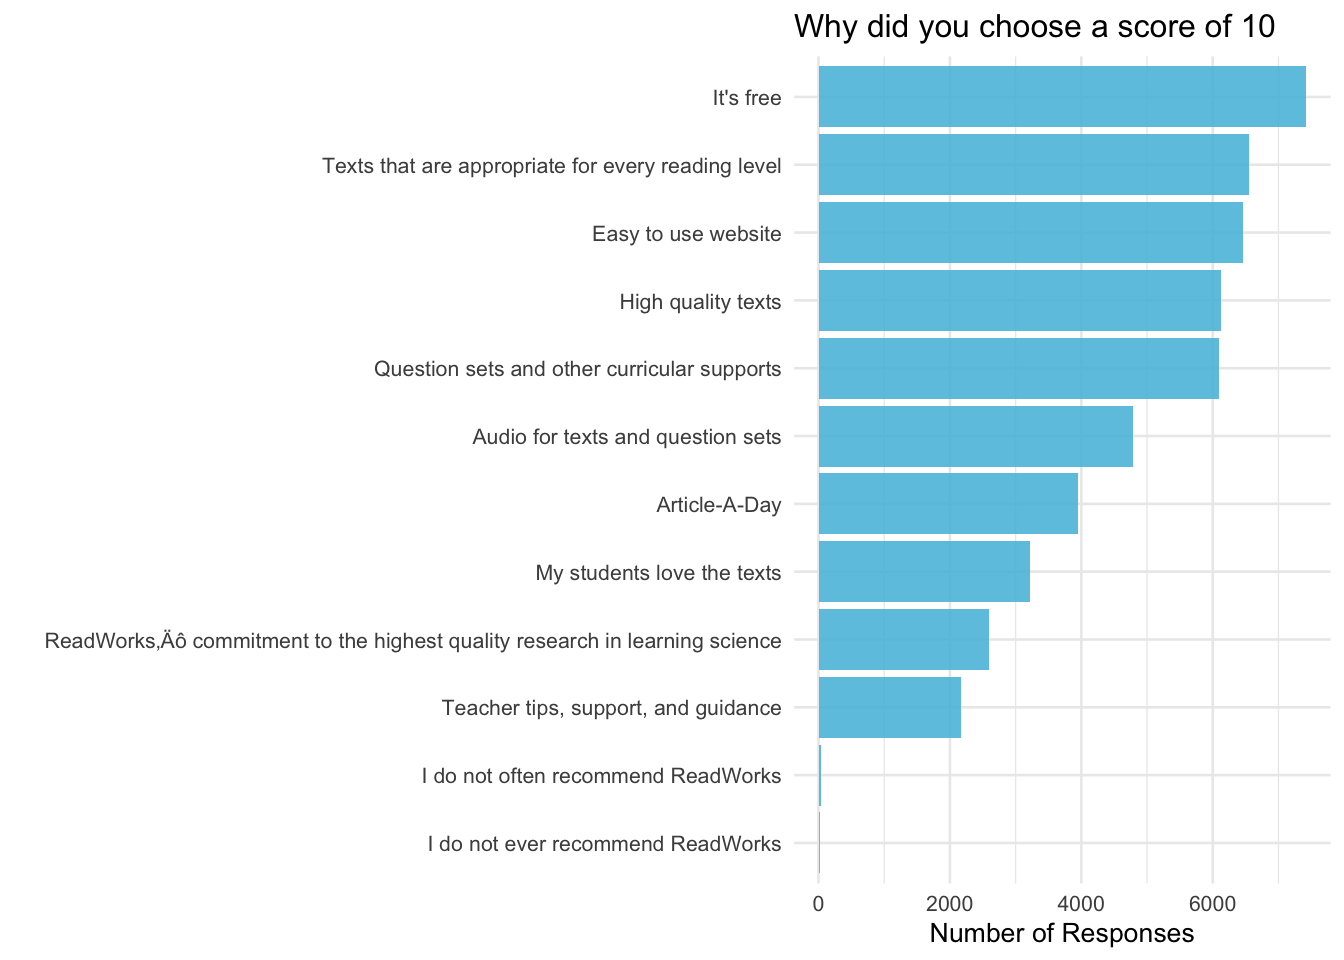 Why did you choose a score of 10
It's free
Texts that are appropriate for every reading level
Easy to use website
High quality texts
Question sets and other curricular supports
Audio for texts and question sets
Article-A-Day
My students love the texts
ReadWorks‚Äô commitment to the highest quality research in learning science
Teacher tips, support, and guidance
I do not often recommend ReadWorks
I do not ever recommend ReadWorks
0 2000 4000 6000
Number of Responses